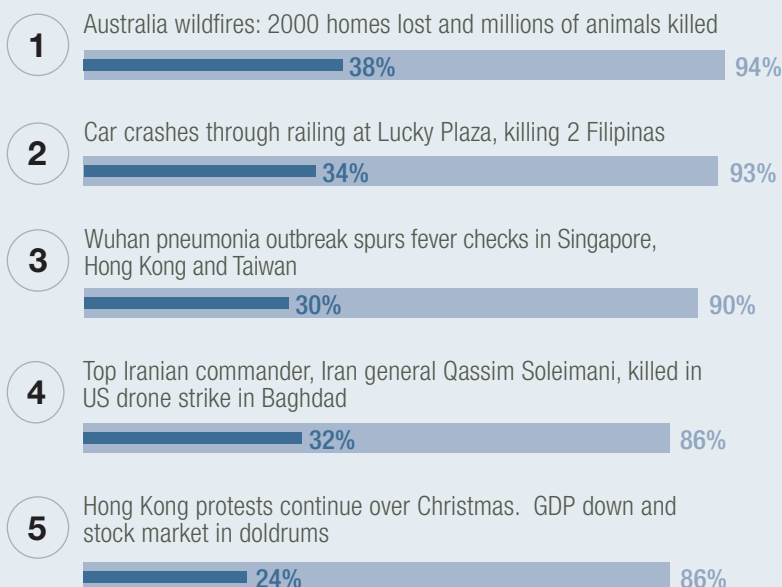 1
Australia wildfires: 2000 homes lost and millions of animals killed
38%
94%
2
Car crashes through railing at Lucky Plaza, killing 2 Filipinas
34%
93%
3
Wuhan pneumonia outbreak spurs fever checks in Singapore,
Hong Kong and Taiwan
30%
90%
4
Top Iranian commander, Iran general Qassim Soleimani, killed in
US drone strike in Baghdad
32%
86%
5
Hong Kong protests continue over Christmas.  GDP down and
stock market in doldrums
24%
86%